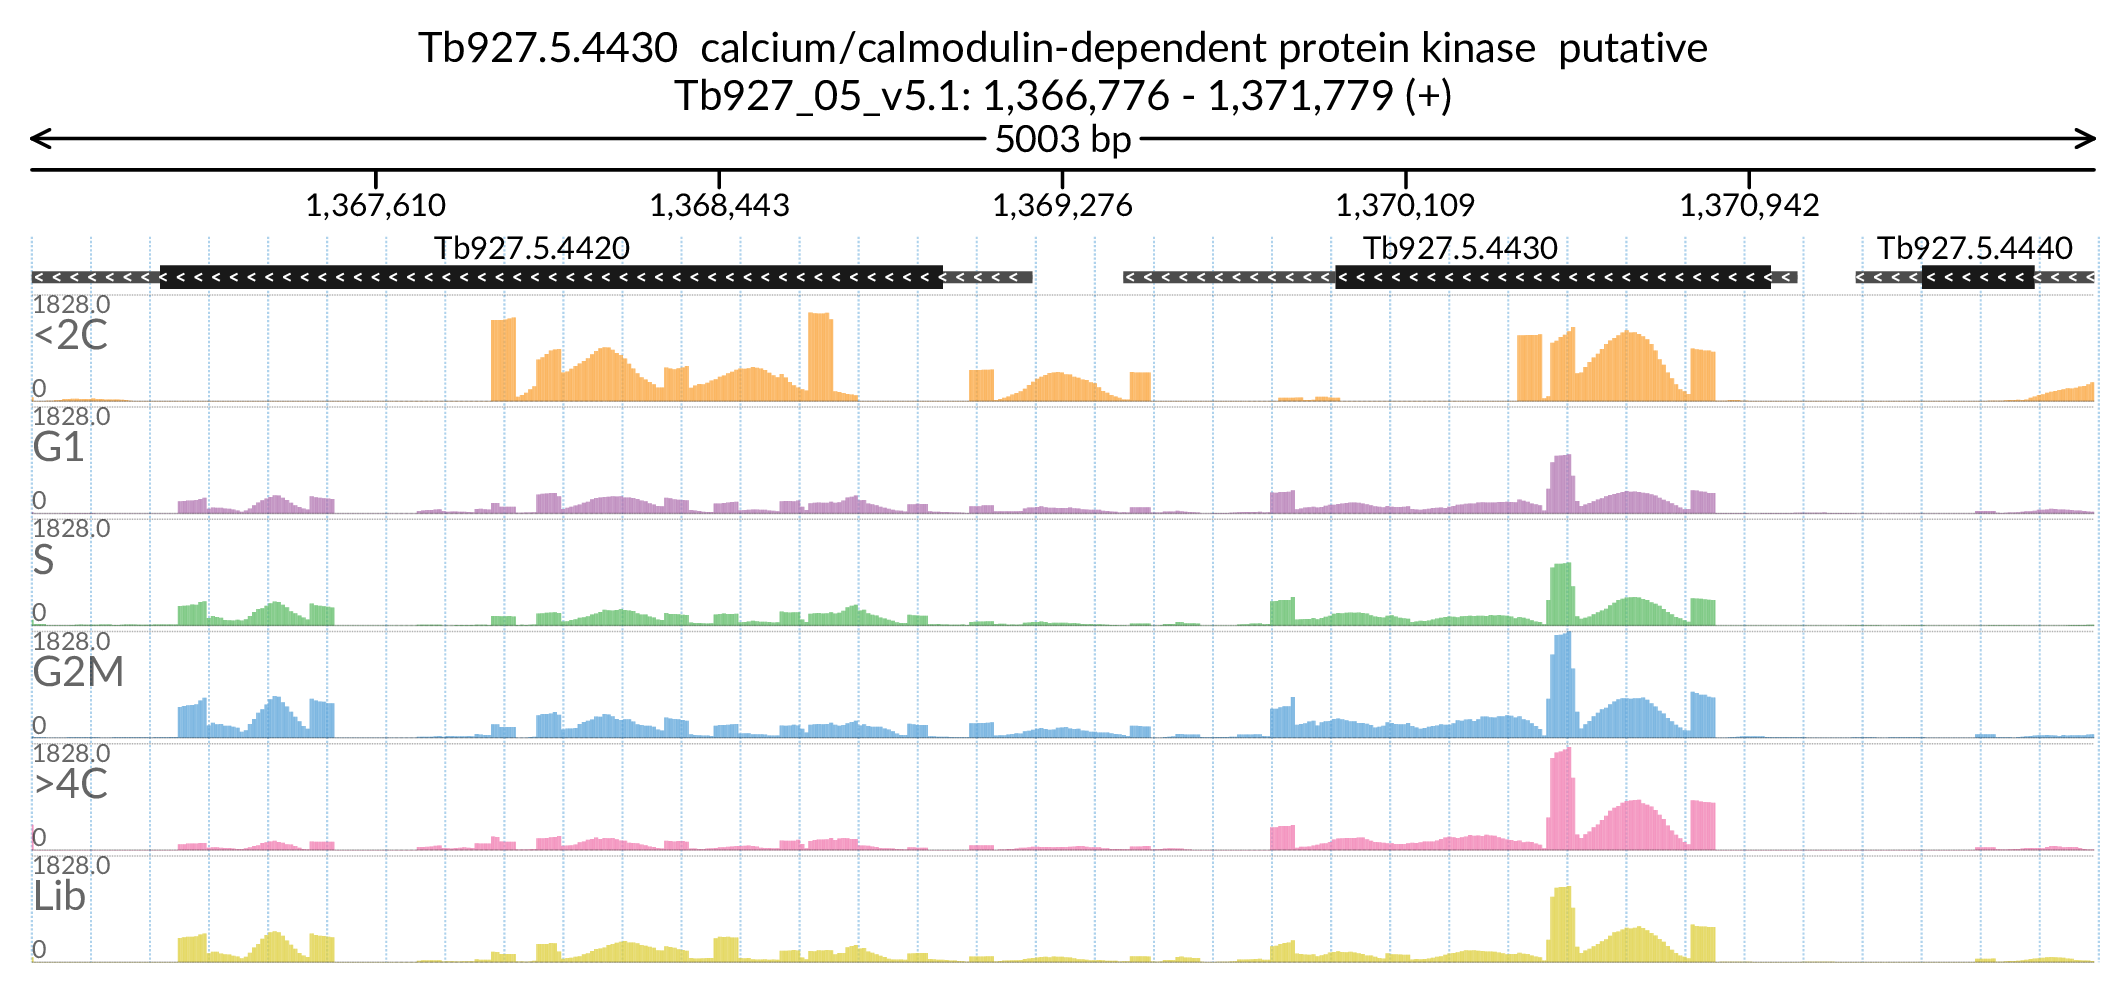 Tb927.5.4430 calcium/calmodulin-dependent protein kinase putative
Tb927_05_v5.1: 1,366,776 - 1,371,779 (+)
5003 bp
1,367,610 1,368,443 1,369,276 1,370,109 1,370,942
Tb927.5.4420 Tb927.5.4430 Tb927.5.4440
1828.0
<2C
0
1828.0
G1
0
1828.0
S
0
1828.0
G2M
0
1828.0
>4C
0
1828.0
Lib
0